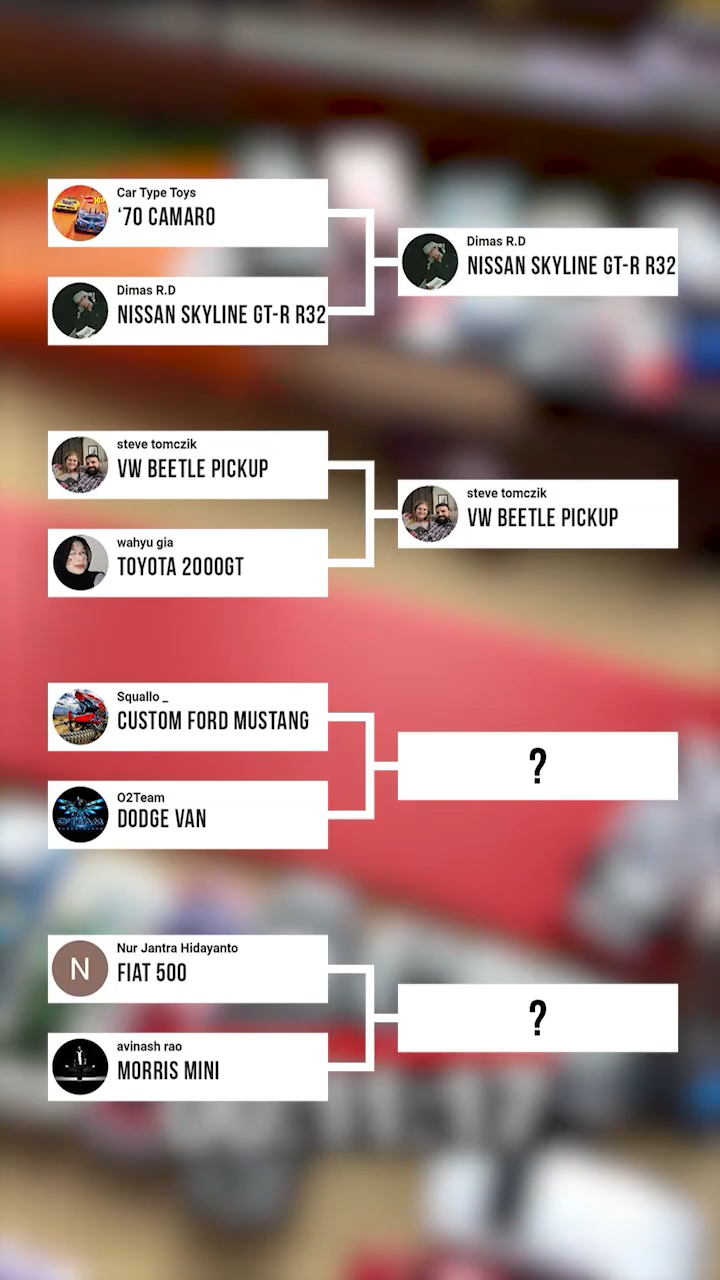 Car Type Toys
‘70 CAMARO
Dimas R.D
NISSAN SKYLINE GT-R R32
Dimas R.D
NISSAN SKYLINE GT-R R32
steve tomczik
VW BEETLE PICKUP
wahyu gia
TOYOTA 2000GT
steve tomczik
VW BEETLE PICKUP
Squallo _
CUSTOM FORD MUSTANG
O2Team
DODGE VAN
?
N
Nur Jantra Hidayanto
FIAT 500
avinash rao
MORRIS MINI
?